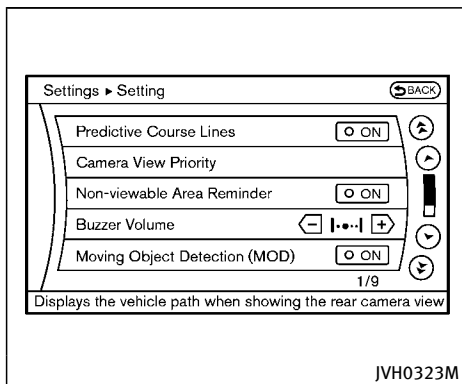 Settings ▸ Setting BACK
Predictive Course Lines ON
Camera View Priority
Non-viewable Area Reminder ON
Buzzer Volume − +
Moving Object Detection (MOD) ON
1/9
Displays the vehicle path when showing the rear camera view
JVH0323M